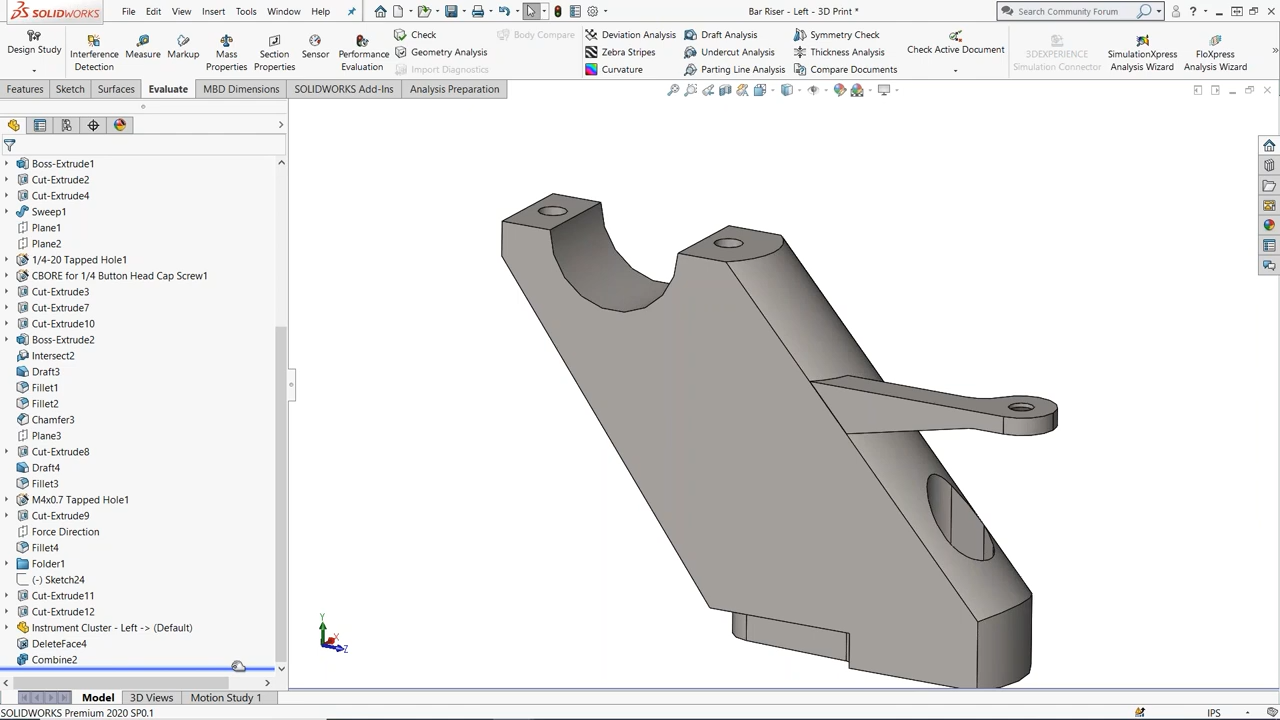 SOLIDWORKS File Edit View Insert Tools Window Help Bar Riser - Left - 3D Print * Search Community Forum ?
Design Study
Interference Detection
Measure
Markup
Mass Properties
Section Properties
Sensor
Performance Evaluation
Check
Geometry Analysis
Import Diagnostics
Body Compare
Deviation Analysis
Zebra Stripes
Curvature
Draft Analysis
Undercut Analysis
Parting Line Analysis
Symmetry Check
Thickness Analysis
Compare Documents
Check Active Document
3DEXPERIENCE Simulation Connector
SimulationXpress Analysis Wizard
FloXpress Analysis Wizard
Features Sketch Surfaces Evaluate MBD Dimensions SOLIDWORKS Add-Ins Analysis Preparation
Boss-Extrude1
Cut-Extrude2
Cut-Extrude4
Sweep1
Plane1
Plane2
1/4-20 Tapped Hole1
CBORE for 1/4 Button Head Cap Screw1
Cut-Extrude3
Cut-Extrude7
Cut-Extrude10
Boss-Extrude2
Intersect2
Draft3
Fillet1
Fillet2
Chamfer3
Plane3
Cut-Extrude8
Draft4
Fillet3
M4x0.7 Tapped Hole1
Cut-Extrude9
Force Direction
Fillet4
Folder1
(-) Sketch24
Cut-Extrude11
Cut-Extrude12
Instrument Cluster - Left -> (Default)
DeleteFace4
Combine2
Y
X
Z
Model 3D Views Motion Study 1
SOLIDWORKS Premium 2020 SP0.1 IPS